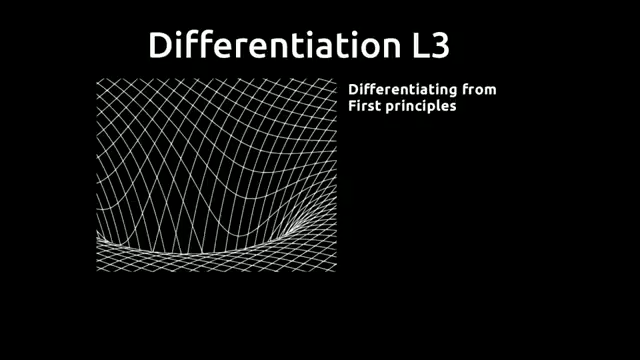 Differentiation L3
Differentiating from
First principles